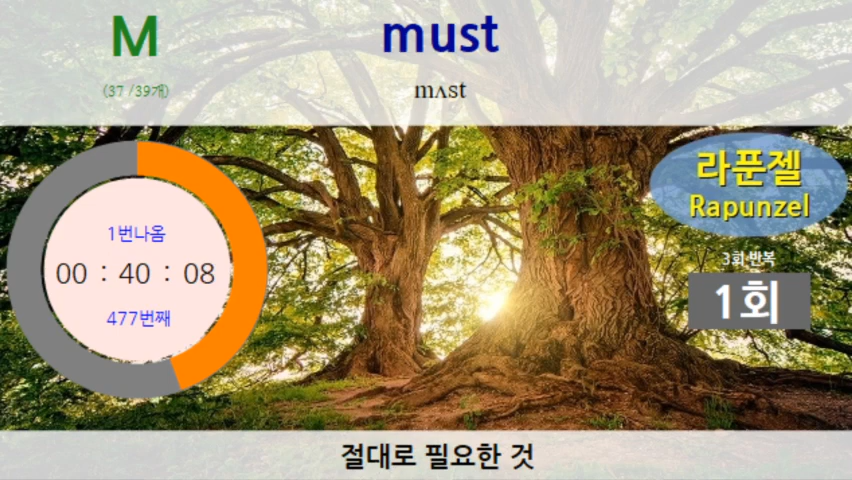 M
must
(37 /39개)
mʌst
라푼젤
Rapunzel
1번나옴
3회 반복
00 : 40 : 08
1회
477번째
절대로 필요한 것